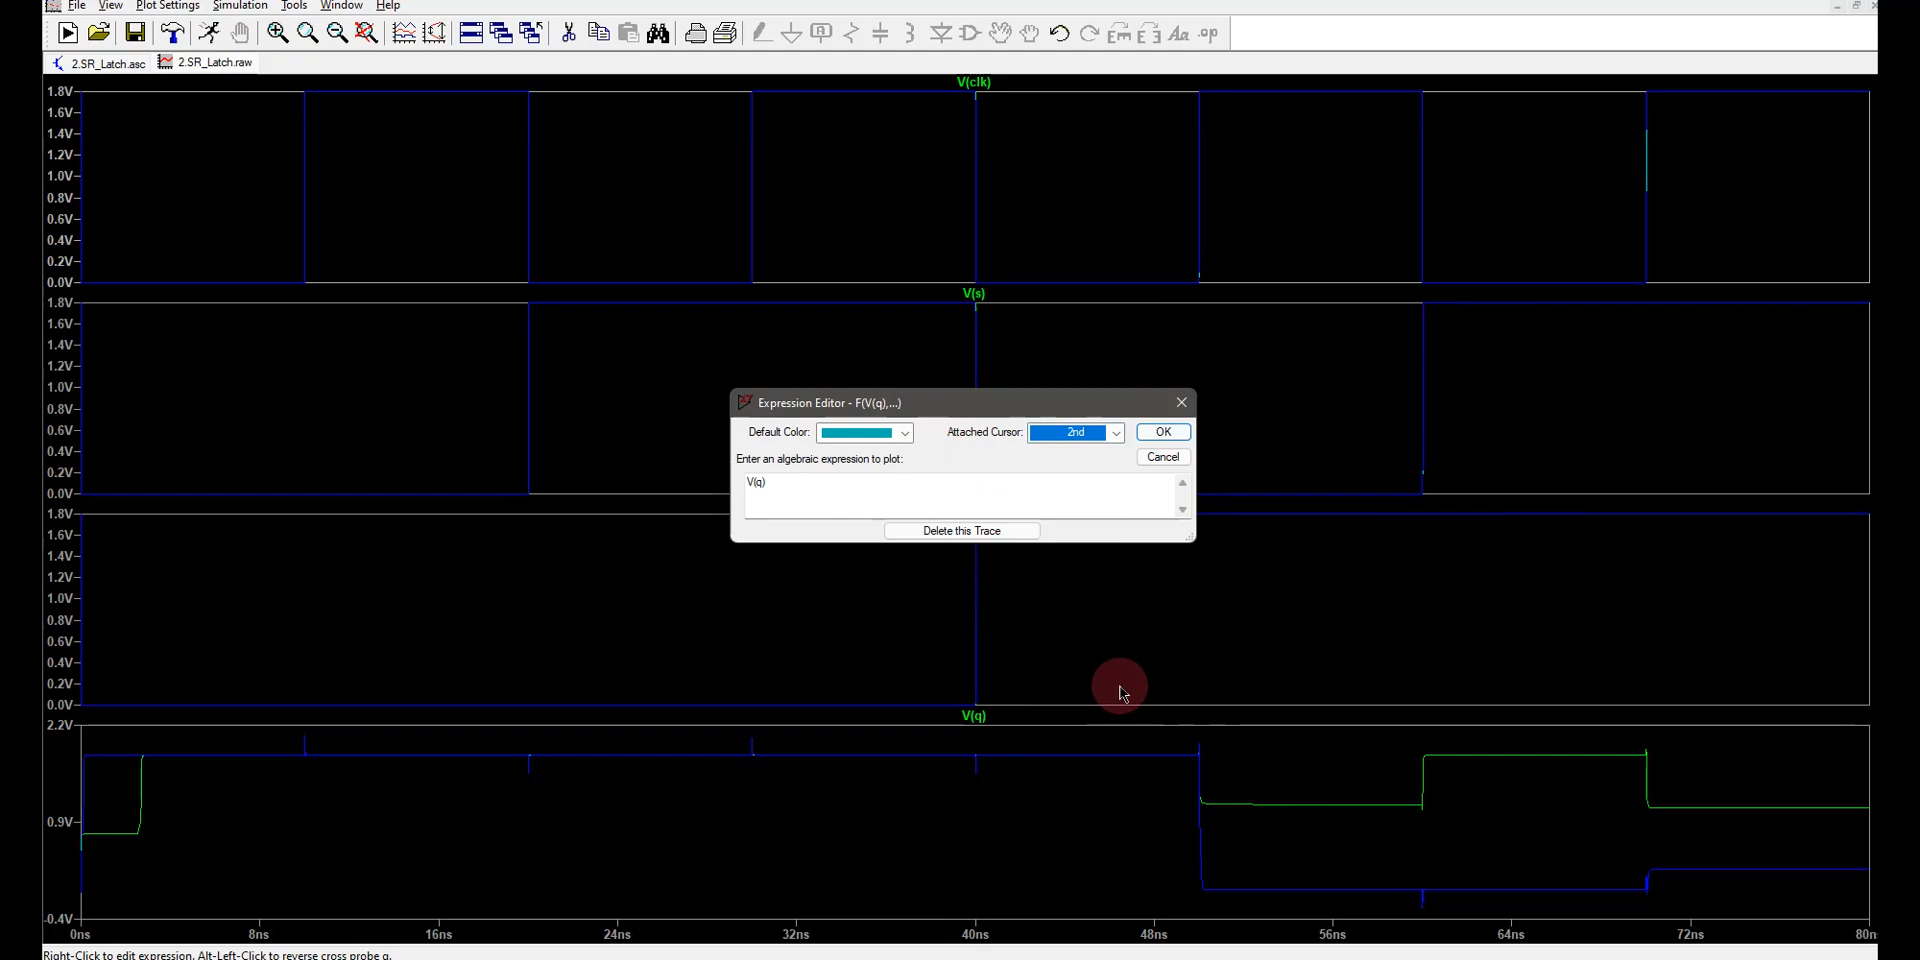 File View Plot Settings Simulation Tools Window Help
2.SR_Latch.asc 2.SR_Latch.raw
V(clk)
1.8V
1.6V
1.4V
1.2V
1.0V
0.8V
0.6V
0.4V
0.2V
0.0V
V(s)
1.8V
1.6V
1.4V
1.2V
1.0V
0.8V
0.6V
0.4V
0.2V
0.0V
Expression Editor - F(V(q),...)
Default Color: Attached Cursor: 2nd OK
Enter an algebraic expression to plot: Cancel
V(q)
Delete this Trace
1.8V
1.6V
1.4V
1.2V
1.0V
0.8V
0.6V
0.4V
0.2V
0.0V
V(q)
2.2V
0.9V
-0.4V
0ns 8ns 16ns 24ns 32ns 40ns 48ns 56ns 64ns 72ns 80n
Right-Click to edit expression. Alt-Left-Click to reverse cross probe q.